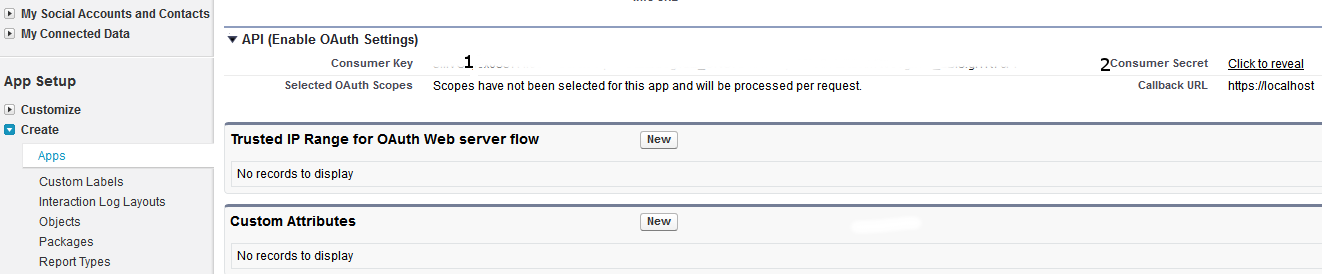 My Social Accounts and Contacts
My Connected Data
App Setup
Customize
Create
Apps
Custom Labels
Interaction Log Layouts
Objects
Packages
Report Types
API (Enable OAuth Settings)
Consumer Key 1 2 Consumer Secret Click to reveal
Selected OAuth Scopes Scopes have not been selected for this app and will be processed per request. Callback URL https://localhost
Trusted IP Range for OAuth Web server flow New
No records to display
Custom Attributes New
No records to display